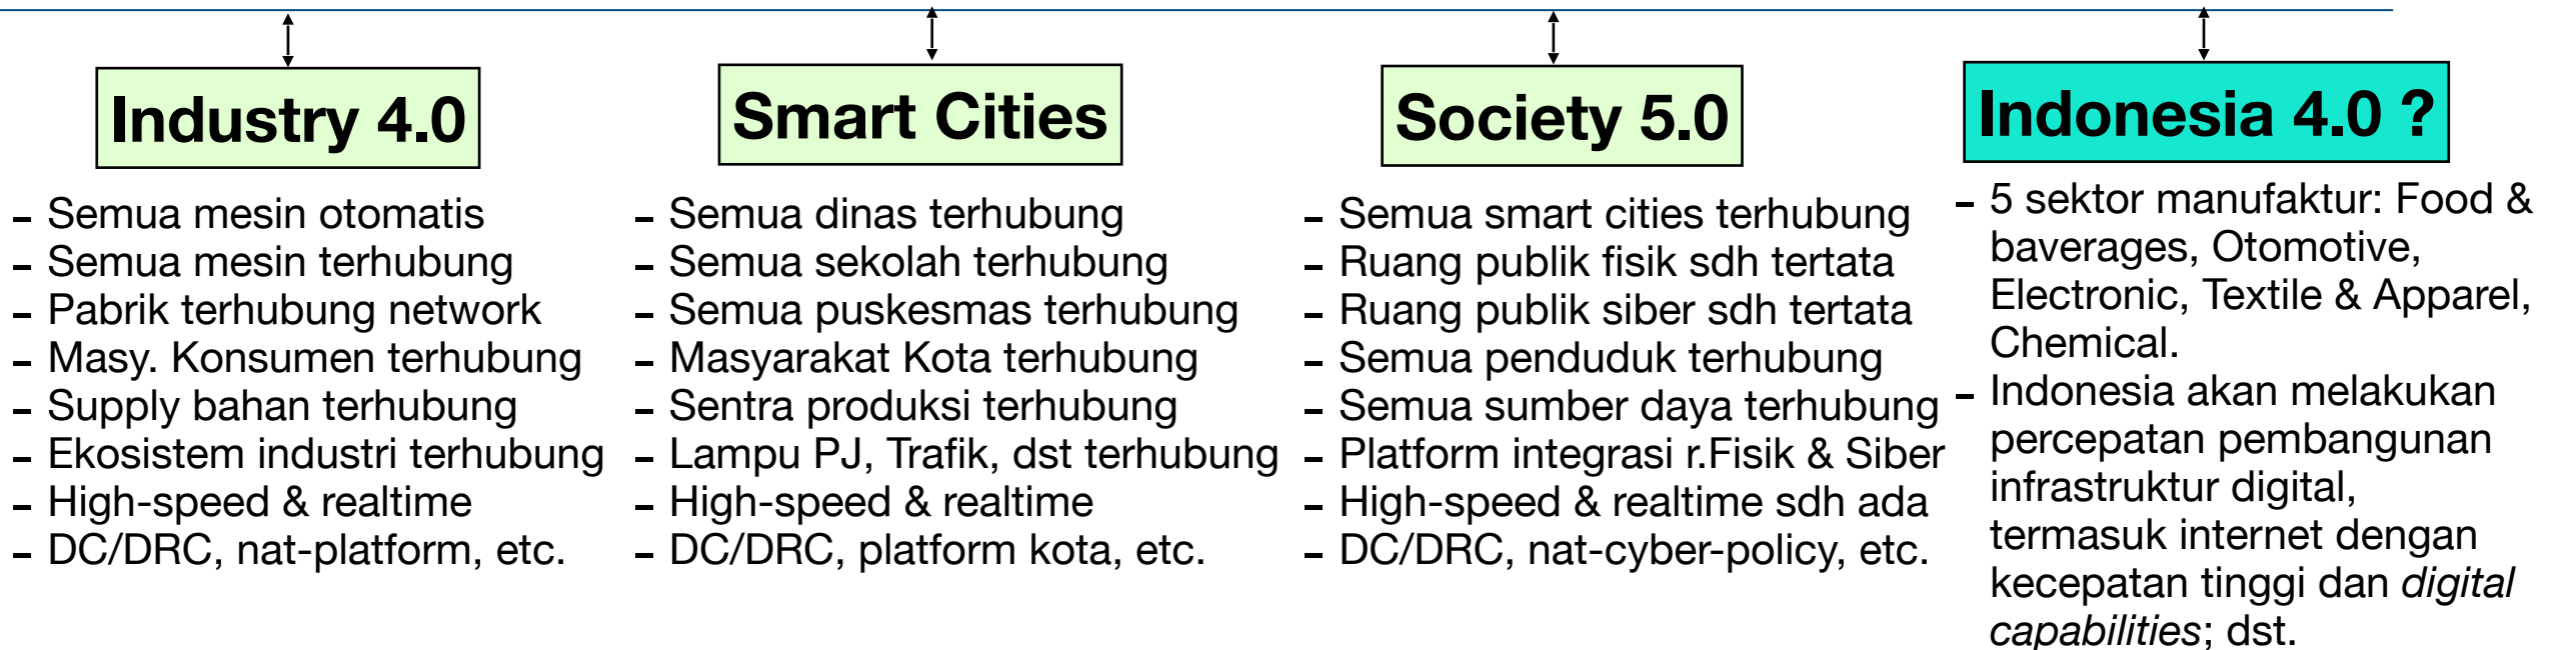 Industry 4.0
- Semua mesin otomatis
- Semua mesin terhubung
- Pabrik terhubung network
- Masy. Konsumen terhubung
- Supply bahan terhubung
- Ekosistem industri terhubung
- High-speed & realtime
- DC/DRC, nat-platform, etc.
Smart Cities
- Semua dinas terhubung
- Semua sekolah terhubung
- Semua puskesmas terhubung
- Masyarakat Kota terhubung
- Sentra produksi terhubung
- Lampu PJ, Trafik, dst terhubung
- High-speed & realtime
- DC/DRC, platform kota, etc.
Society 5.0
- Semua smart cities terhubung
- Ruang publik fisik sdh tertata
- Ruang publik siber sdh tertata
- Semua penduduk terhubung
- Semua sumber daya terhubung
- Platform integrasi r.Fisik & Siber
- High-speed & realtime sdh ada
- DC/DRC, nat-cyber-policy, etc.
Indonesia 4.0 ?
- 5 sektor manufaktur: Food &
baverages, Otomotive,
Electronic, Textile & Apparel,
Chemical.
- Indonesia akan melakukan
percepatan pembangunan
infrastruktur digital,
termasuk internet dengan
kecepatan tinggi dan digital
capabilities; dst.